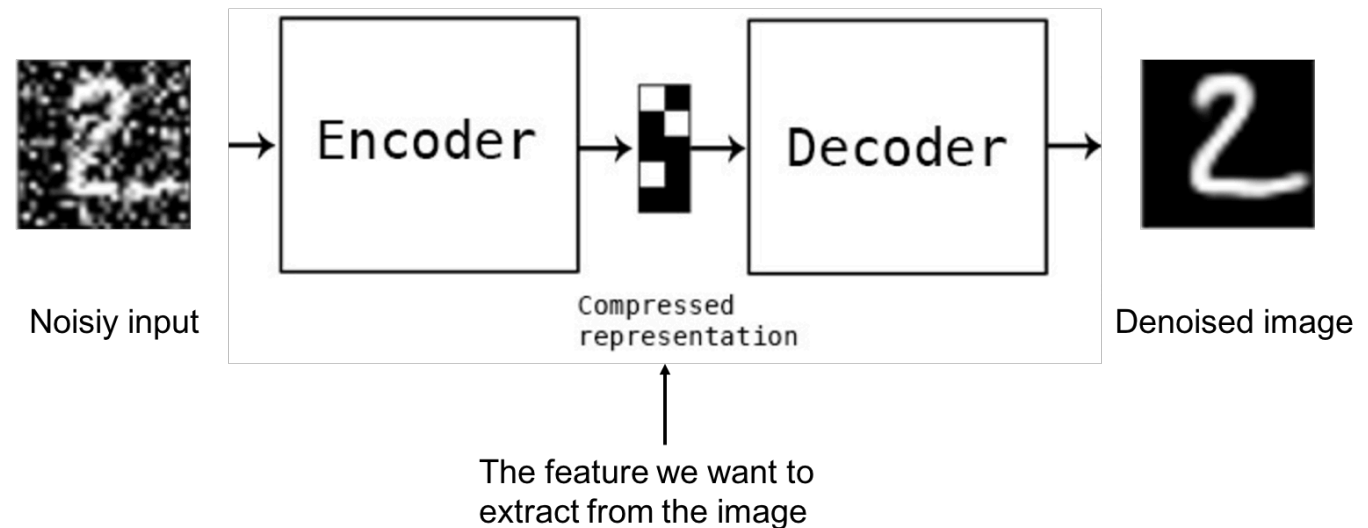 Encoder
Decoder
Noisiy input
Compressed
representation
Denoised image
The feature we want to
extract from the image